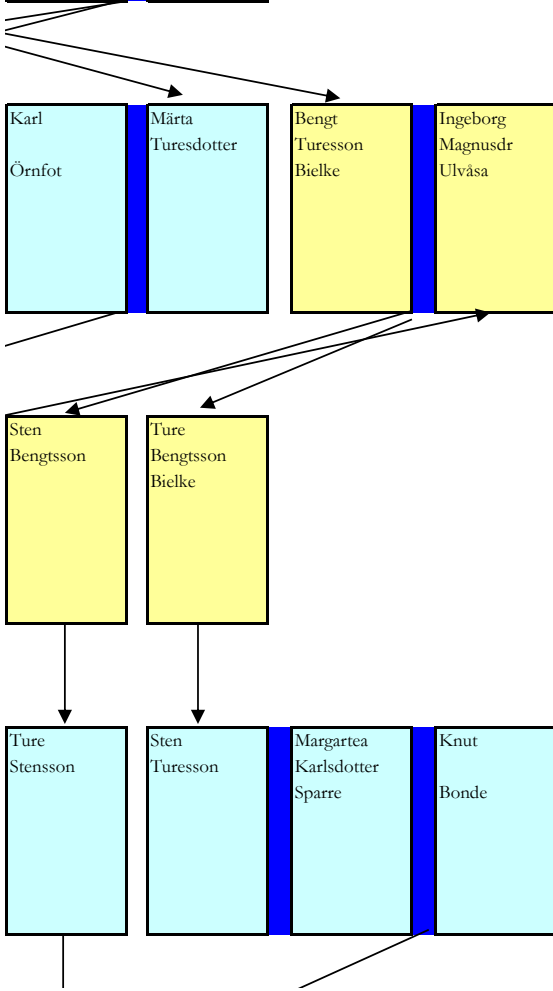 Karl
Örnfot
Märta
Turesdotter
Bengt
Turesson
Bielke
Ingeborg
Magnusdr
Ulvåsa
Sten
Bengtsson
Ture
Bengtsson
Bielke
Ture
Stensson
Sten
Turesson
Margartea
Karlsdotter
Sparre
Knut
Bonde